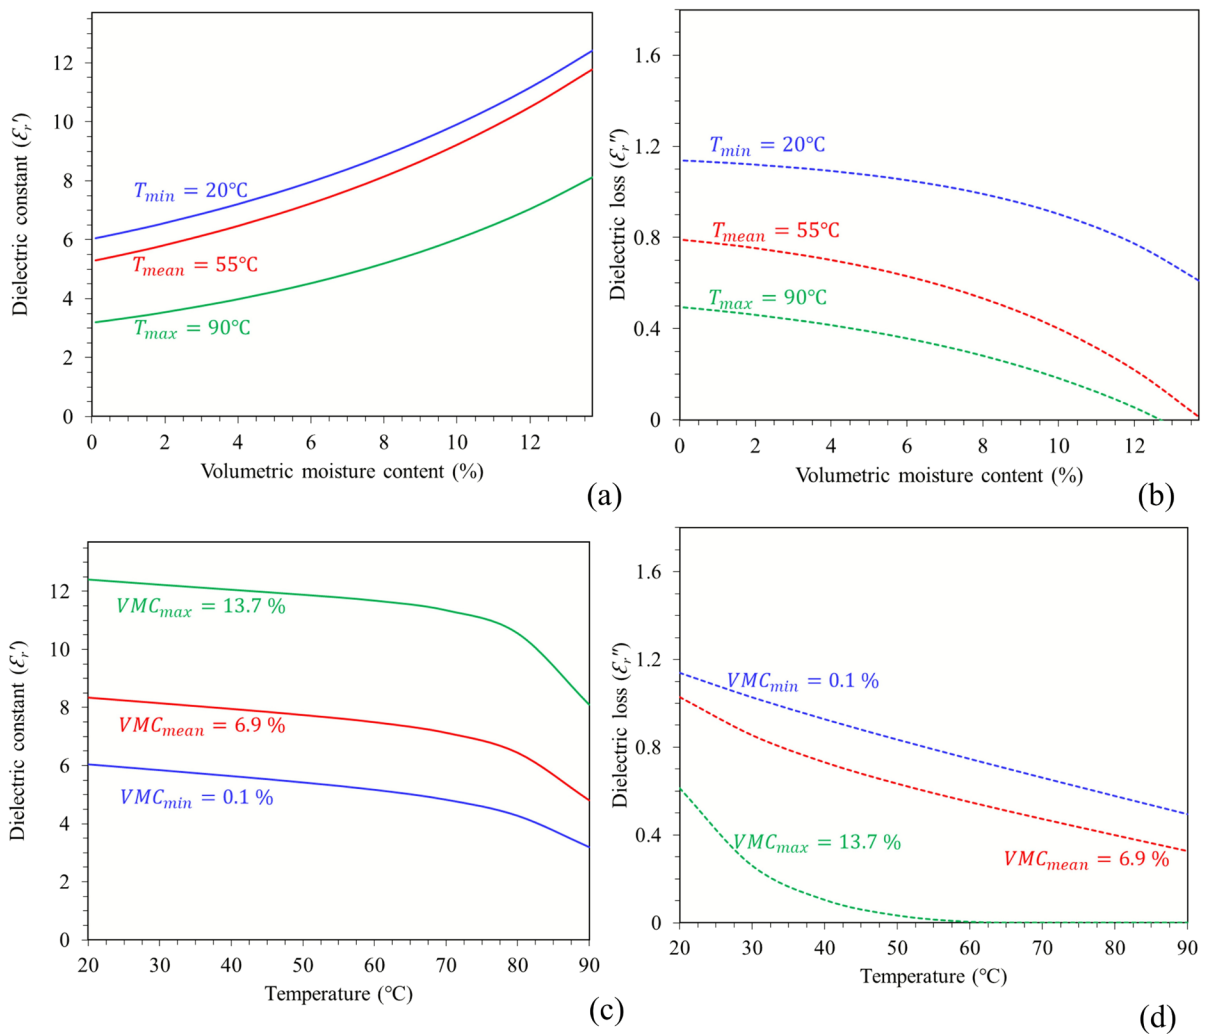 Dielectric constant (ℰr′)
12
10
8
6
4
2
0
Tmin = 20℃
Tmean = 55℃
Tmax = 90℃
0 2 4 6 8 10 12
Volumetric moisture content (%)
(a)
Dielectric loss (ℰr″)
1.6
1.2
0.8
0.4
0
Tmin = 20℃
Tmean = 55℃
Tmax = 90℃
0 2 4 6 8 10 12
Volumetric moisture content (%)
(b)
Dielectric constant (ℰr′)
12
10
8
6
4
2
0
VMCmax = 13.7 %
VMCmean = 6.9 %
VMCmin = 0.1 %
20 30 40 50 60 70 80 90
Temperature (℃)
(c)
Dielectric loss (ℰr″)
1.6
1.2
0.8
0.4
0
VMCmin = 0.1 %
VMCmax = 13.7 %
VMCmean = 6.9 %
20 30 40 50 60 70 80 90
Temperature (℃)
(d)